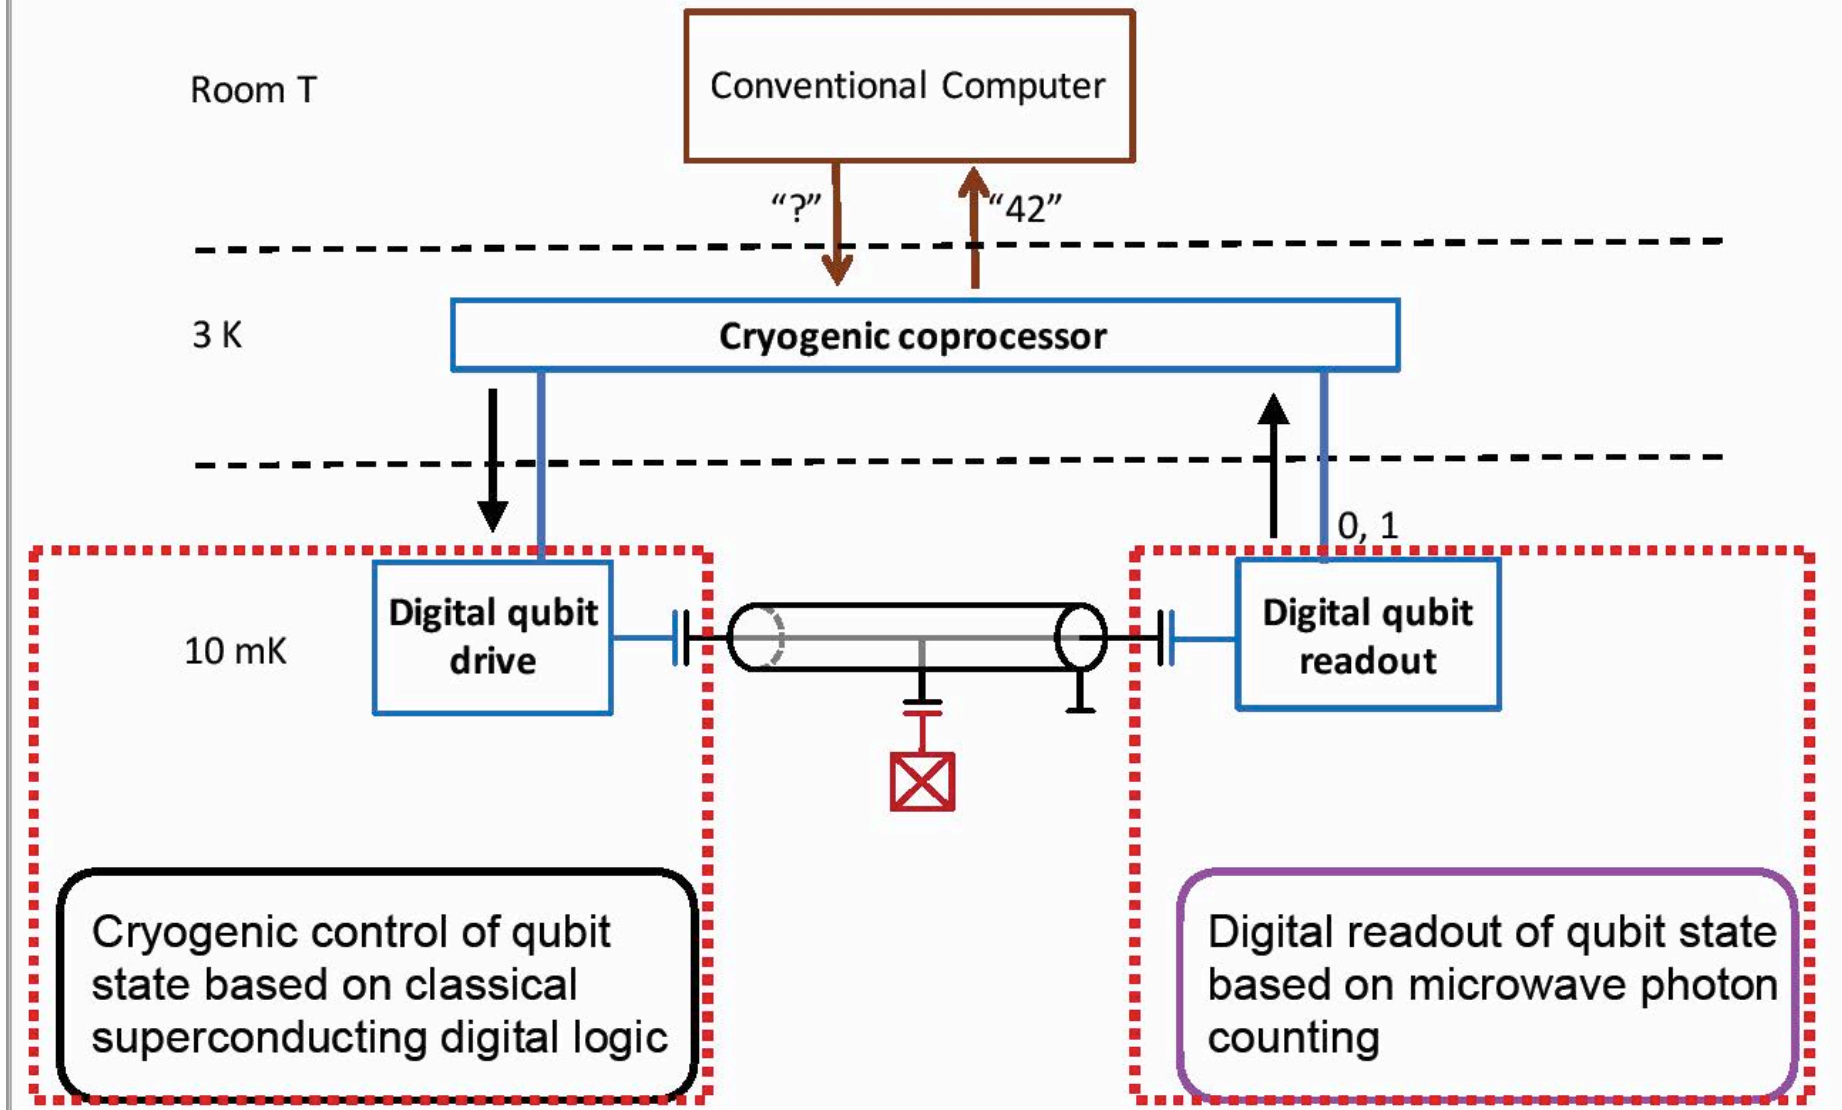 Room T
Conventional Computer
“?”
“42”
3 K
Cryogenic coprocessor
0, 1
10 mK
Digital qubit
drive
Digital qubit
readout
Cryogenic control of qubit
state based on classical
superconducting digital logic
Digital readout of qubit state
based on microwave photon
counting